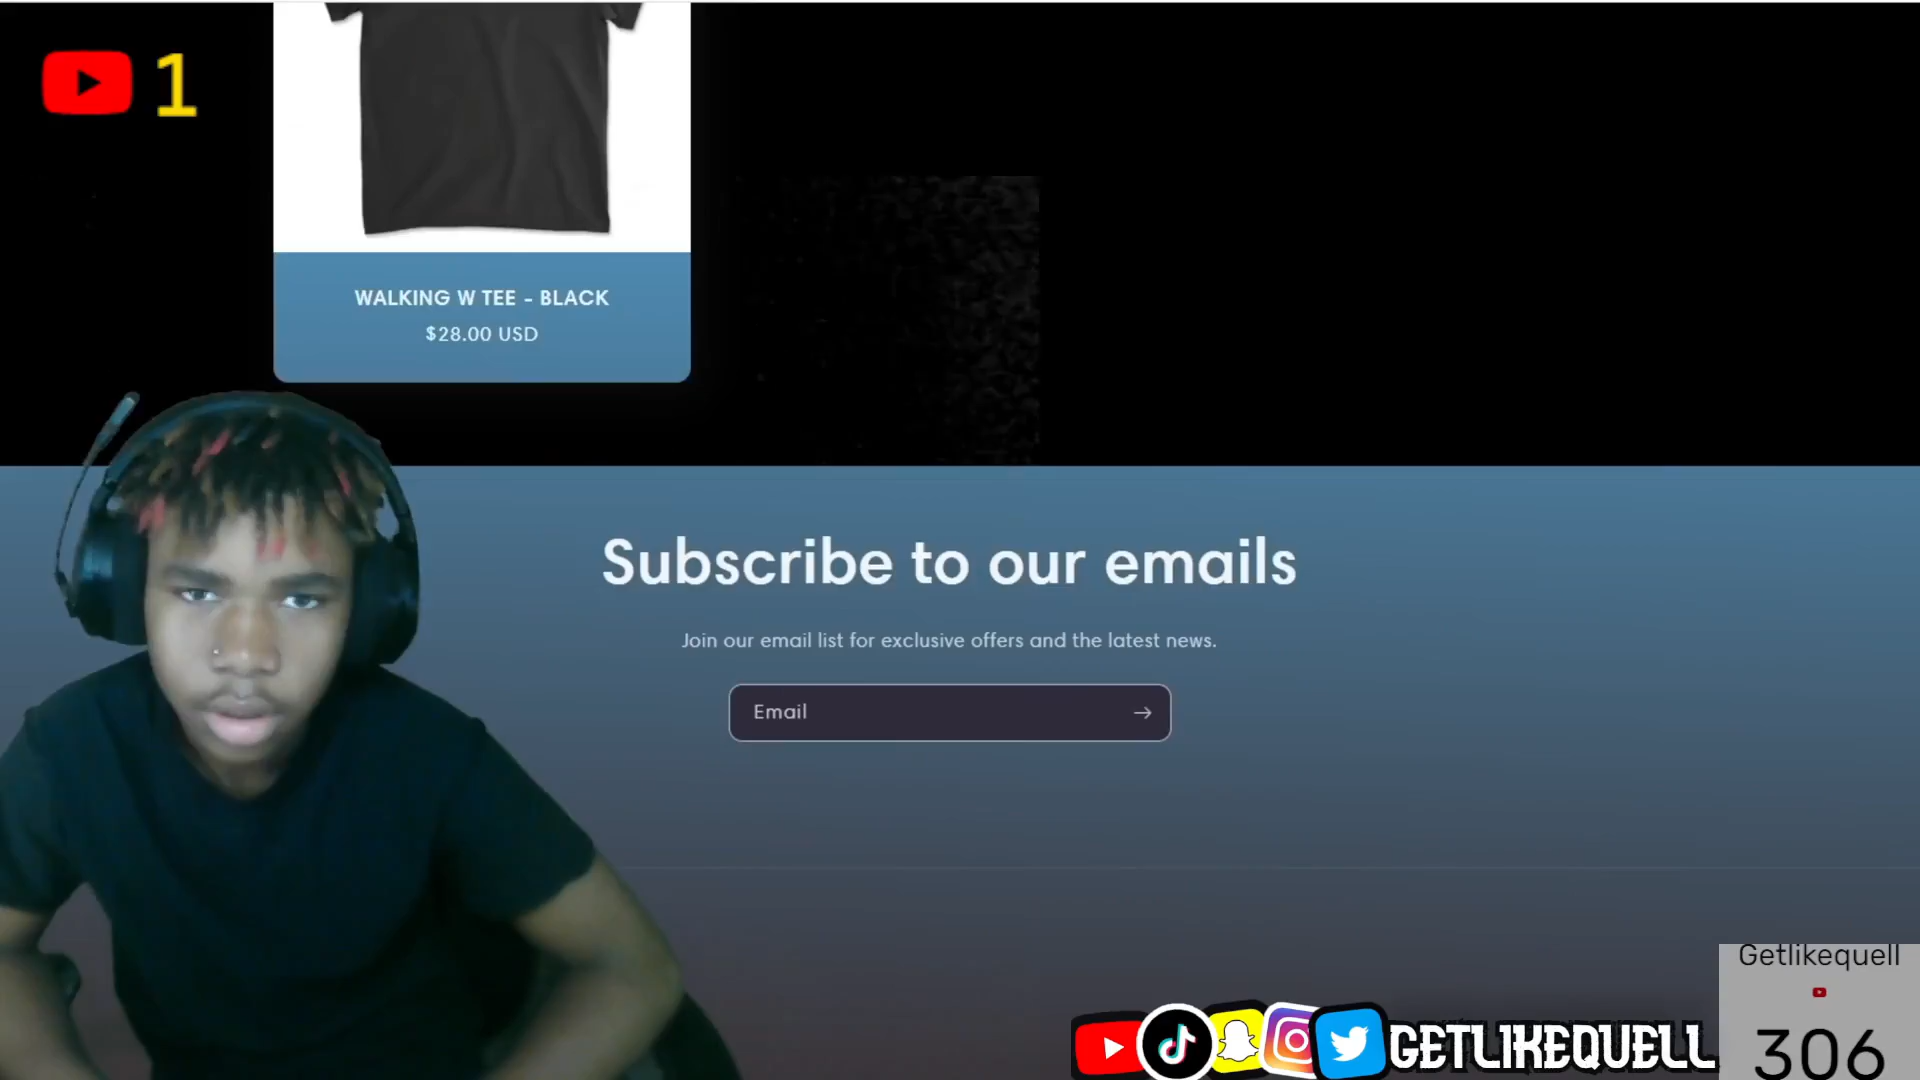 1
WALKING W TEE - BLACK
$28.00 USD
Subscribe to our emails
Join our email list for exclusive offers and the latest news.
Email
Getlikequell
306
GETLIKEQUELL